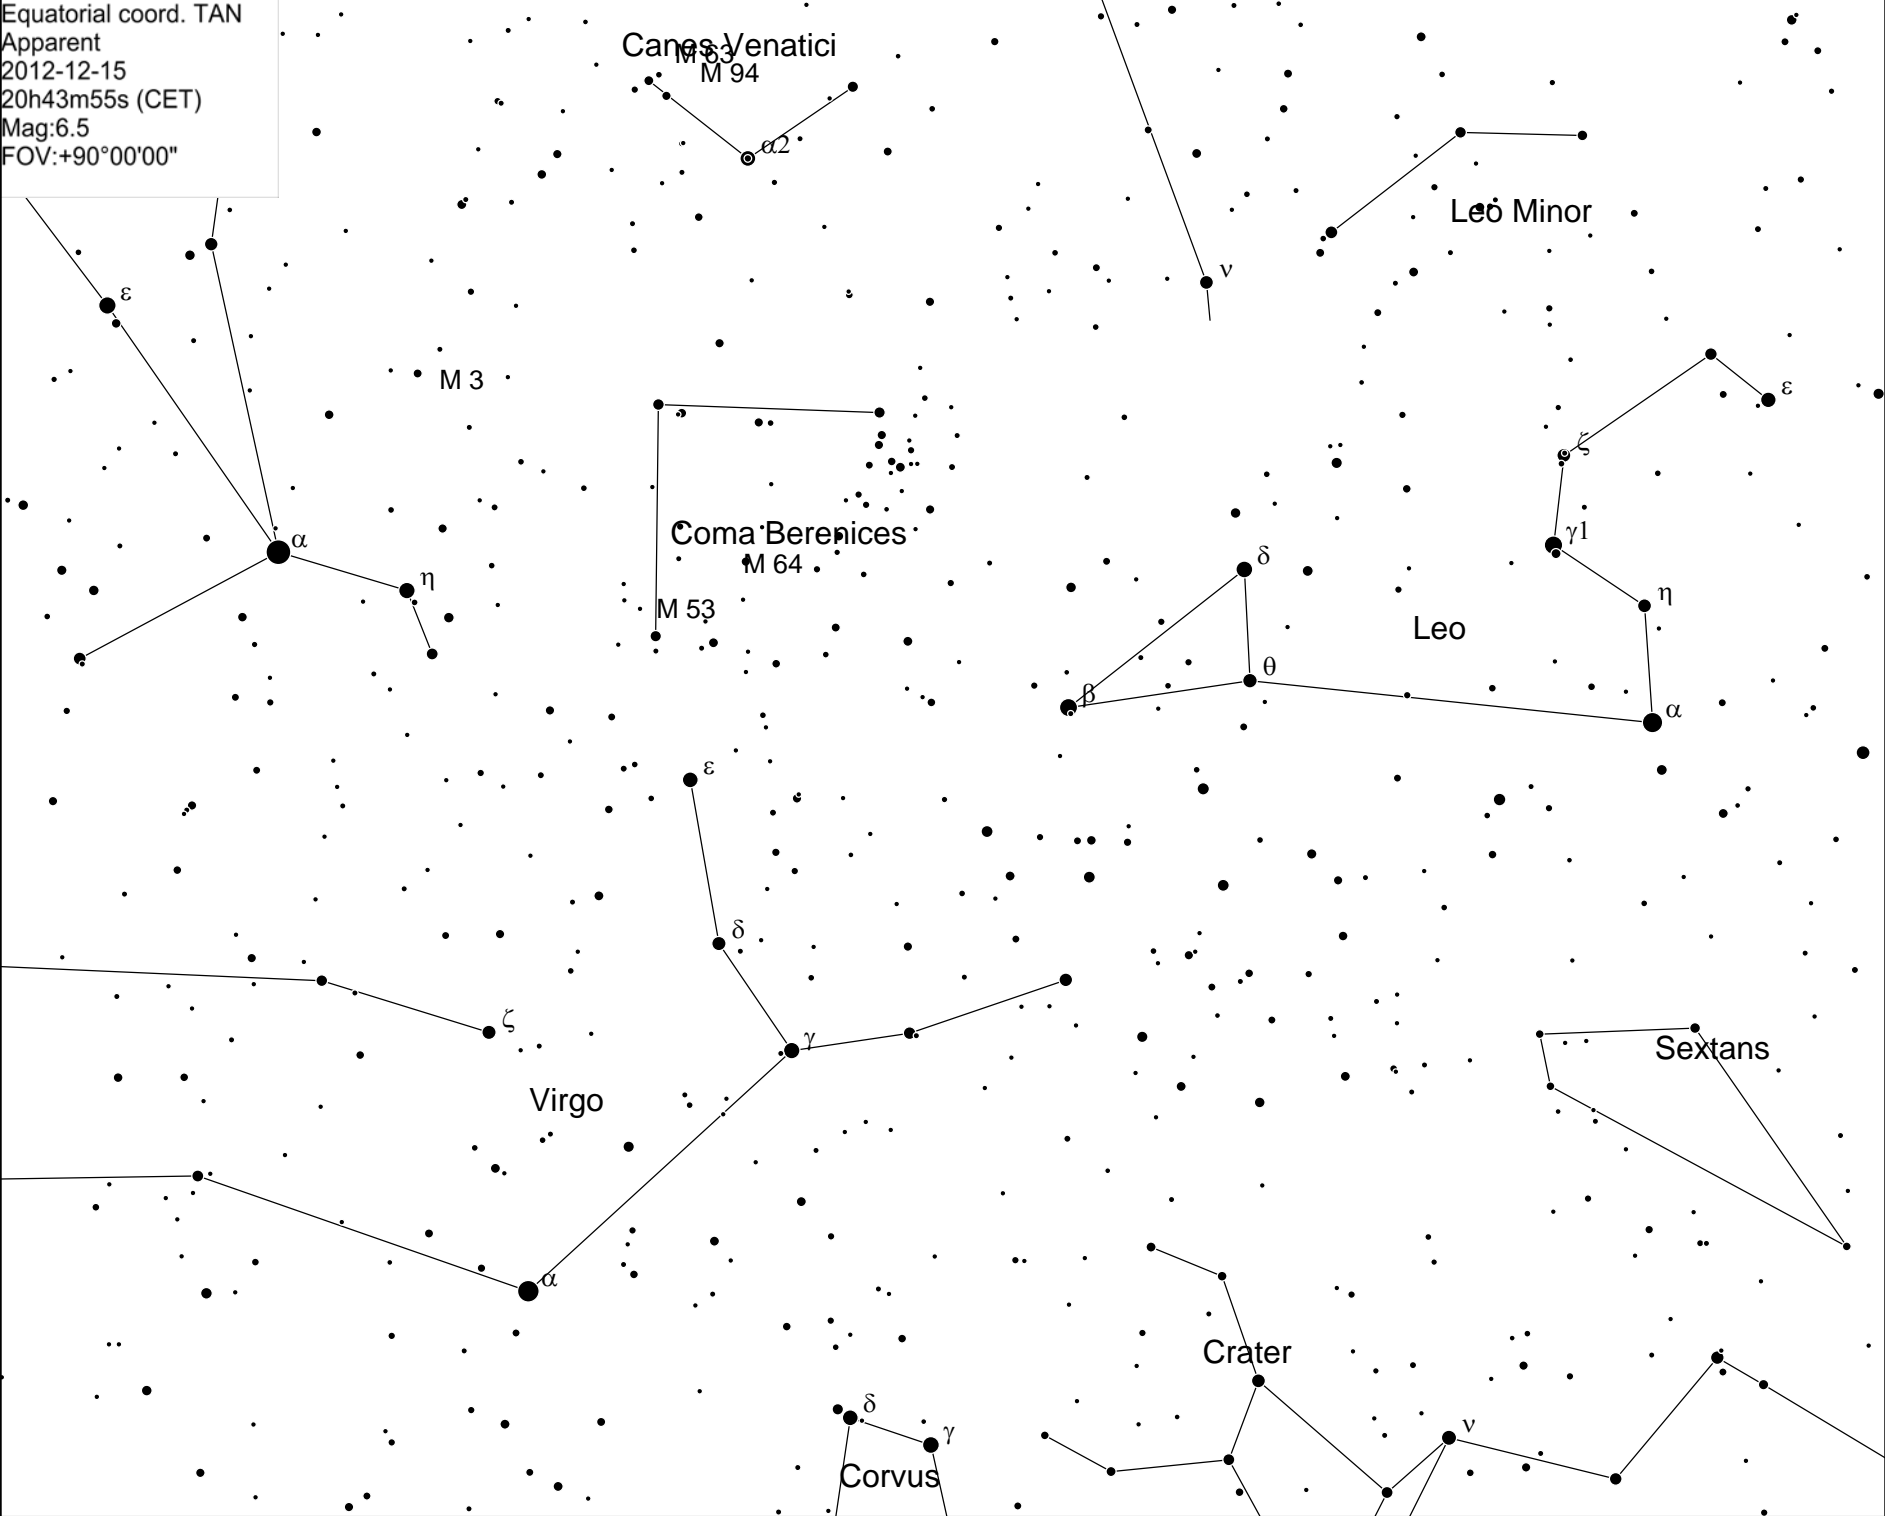 Equatorial coord. TAN
Apparent
2012-12-15
20h43m55s (CET)
Mag:6.5
FOV:+90°00'00"
Canes Venatici
M 63
M 94
α2
Leo Minor
ν
ε
M 3
ε
ζ
α
Coma Berenices
γ1
M 64
δ
η
η
M 53
Leo
θ
β
α
ε
δ
ζ
γ
Sextans
Virgo
α
Crater
δ
γ
ν
Corvus